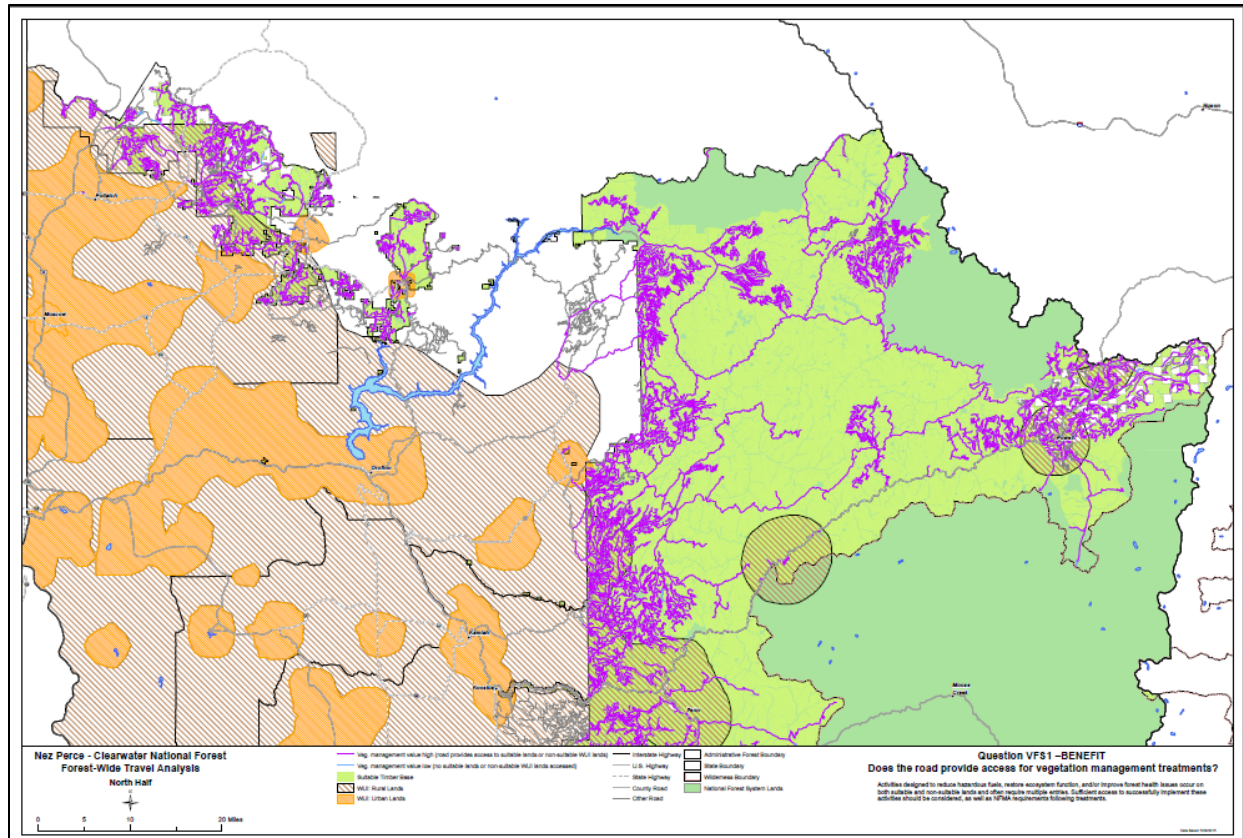 Potlatch
Moscow
Orofino
Kamiah
Kooskia
Powell
Moose
Creek
Nez Perce - Clearwater National Forest
Forest-Wide Travel Analysis
North Half
0 5 10 20 Miles
Veg. management value high (road provides access to suitable lands or non-suitable WUI lands)
Veg. management value low (no suitable lands or non-suitable WUI lands accessed)
Suitable Timber Base
WUI: Rural Lands
WUI: Urban Lands
Interstate Highway
U.S. Highway
State Highway
County Road
Other Road
Administrative Forest Boundary
State Boundary
Wilderness Boundary
National Forest System Lands
Question VFS1 –BENEFIT
Does the road provide access for vegetation management treatments?
Activities designed to reduce hazardous fuels, restore ecosystem function, and/or improve forest health issues occur on
both suitable and non-suitable lands and often require multiple entries. Sufficient access to successfully implement these
activities should be considered, as well as NFMA requirements following treatments.